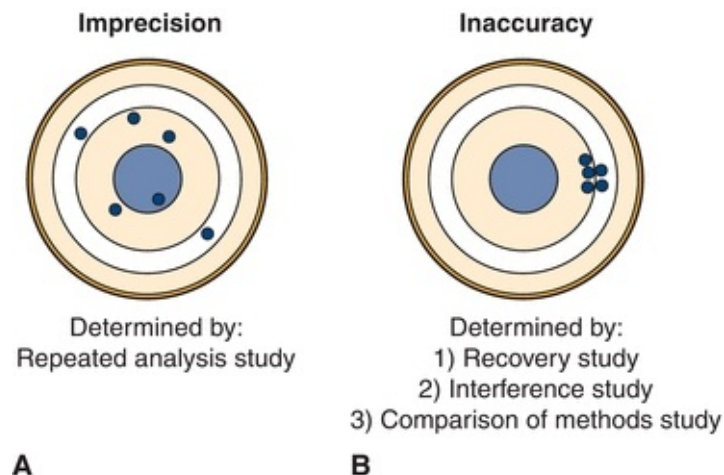 Imprecision
Determined by:
Repeated analysis study
A
Inaccuracy
Determined by:
1) Recovery study
2) Interference study
3) Comparison of methods study
B